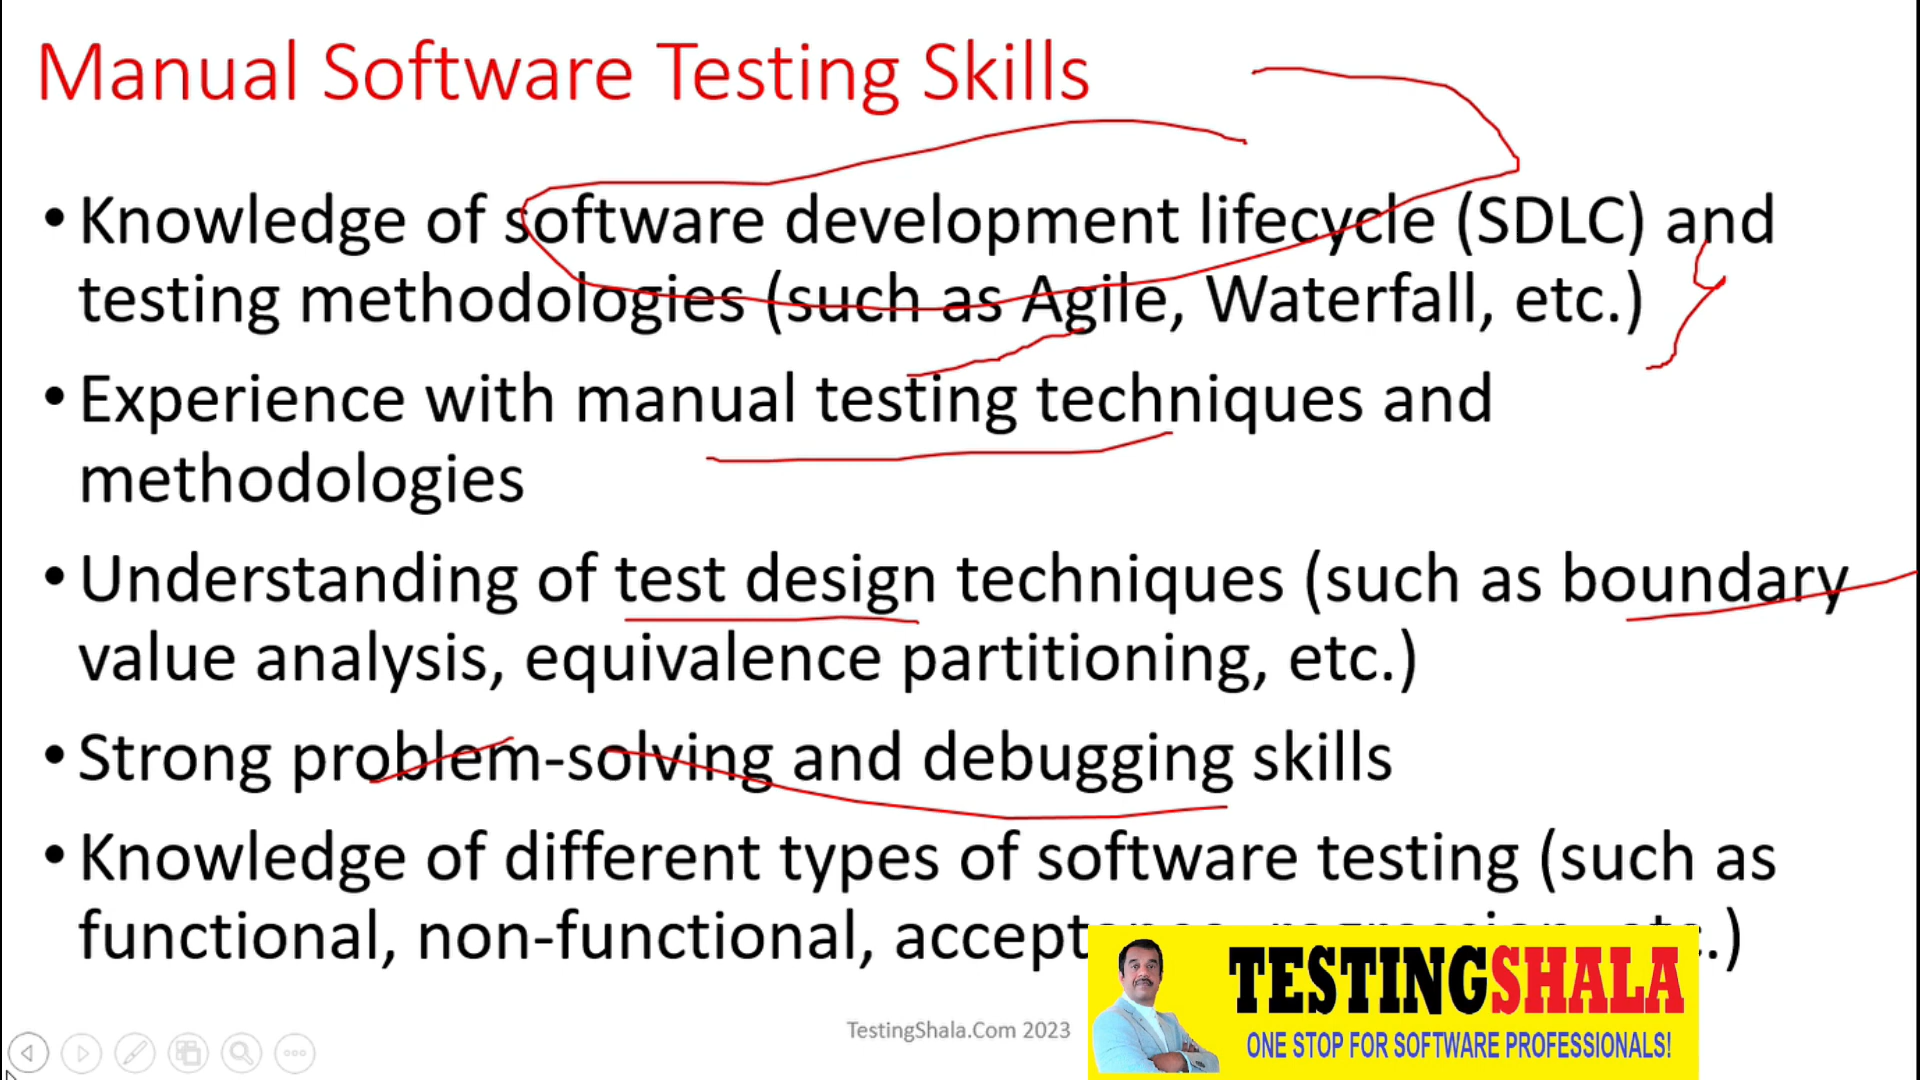 Manual Software Testing Skills
• Knowledge of software development lifecycle (SDLC) and
testing methodologies (such as Agile, Waterfall, etc.)
• Experience with manual testing techniques and
methodologies
• Understanding of test design techniques (such as boundary
value analysis, equivalence partitioning, etc.)
• Strong problem-solving and debugging skills
• Knowledge of different types of software testing (such as
functional, non-functional, acceptance, regression, etc.)
TestingShala.Com 2023
TESTINGSHALA
ONE STOP FOR SOFTWARE PROFESSIONALS!